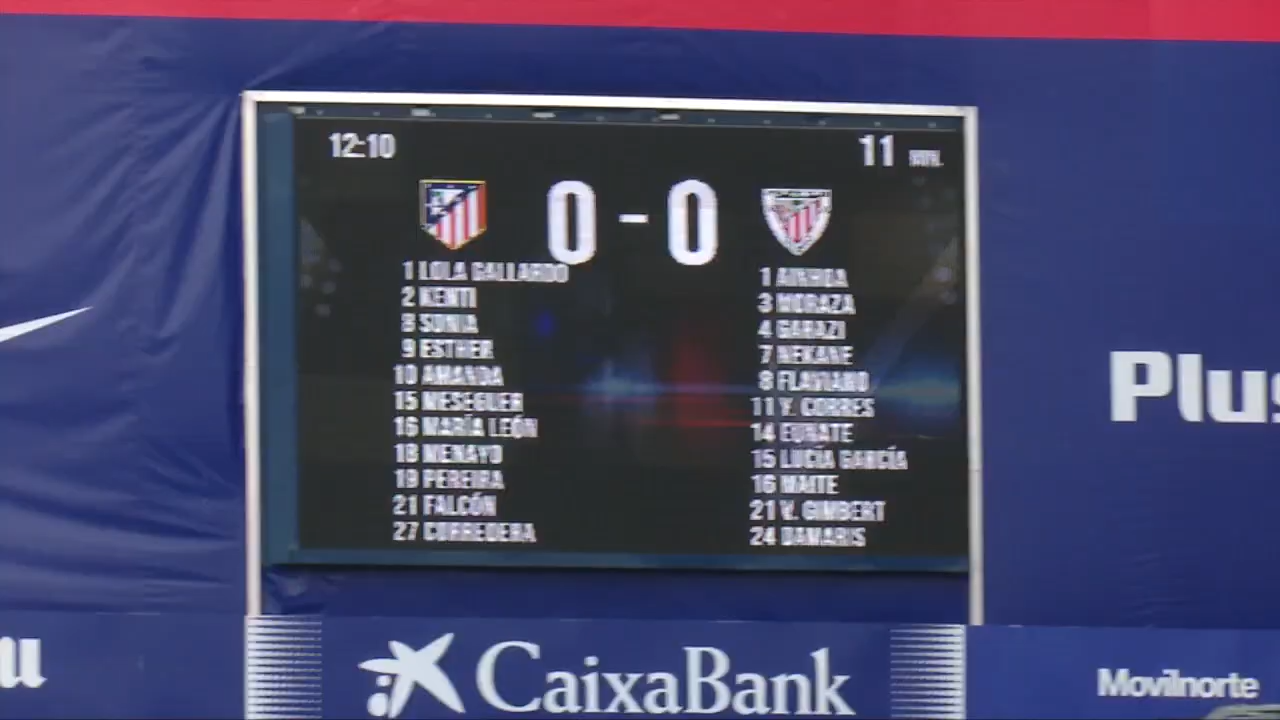 12:10
11 MIN.
0 - 0
1 LOLA GALLARDO
2 KENTI
8 SONIA
9 ESTHER
10 AMANDA
15 MESEGUER
16 MARÍA LEÓN
18 MENAYO
19 PEREIRA
21 FALCÓN
27 CORREDERA
1 AINHOA
3 MORAZA
4 GARAZI
7 NEKANE
8 FLAVIANO
11 Y. CORRES
14 EUNATE
15 LUCÍA GARCÍA
16 MAITE
21 V. GIMBERT
24 DAMARIS
Plus
CaixaBank
Movilnorte